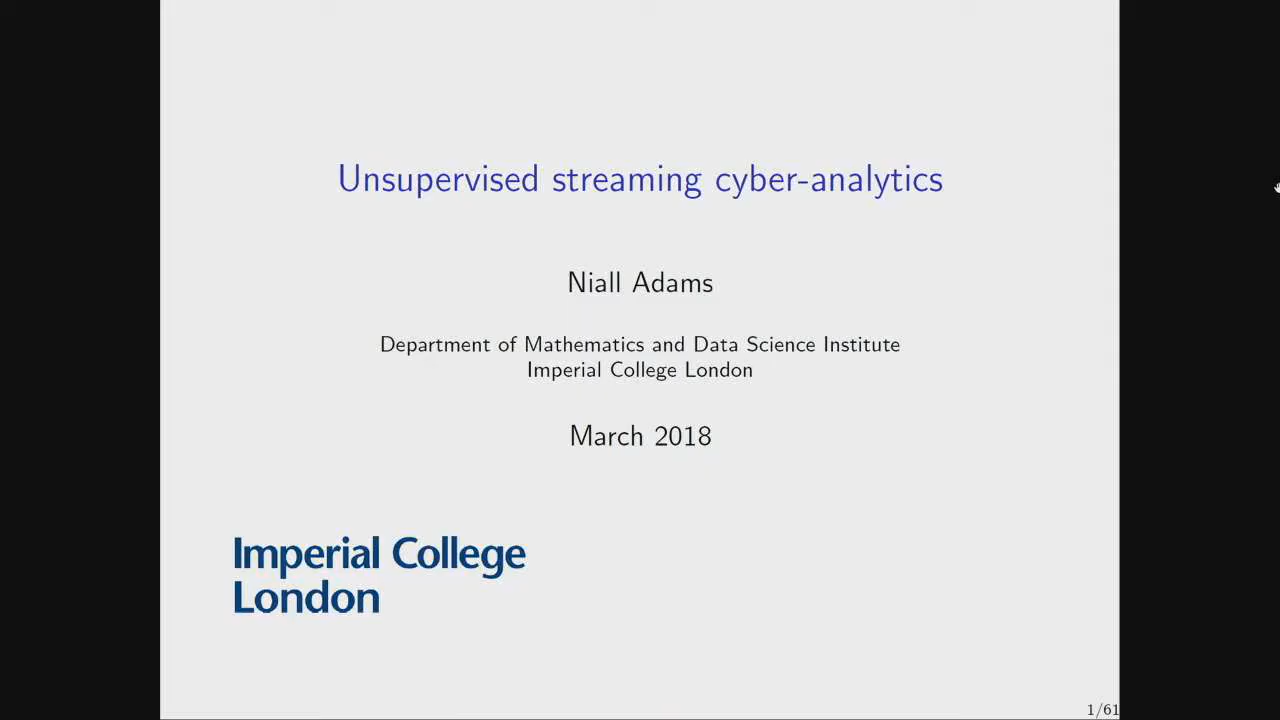 Unsupervised streaming cyber-analytics
Niall Adams
Department of Mathematics and Data Science Institute
Imperial College London
March 2018
Imperial College
London
1/61